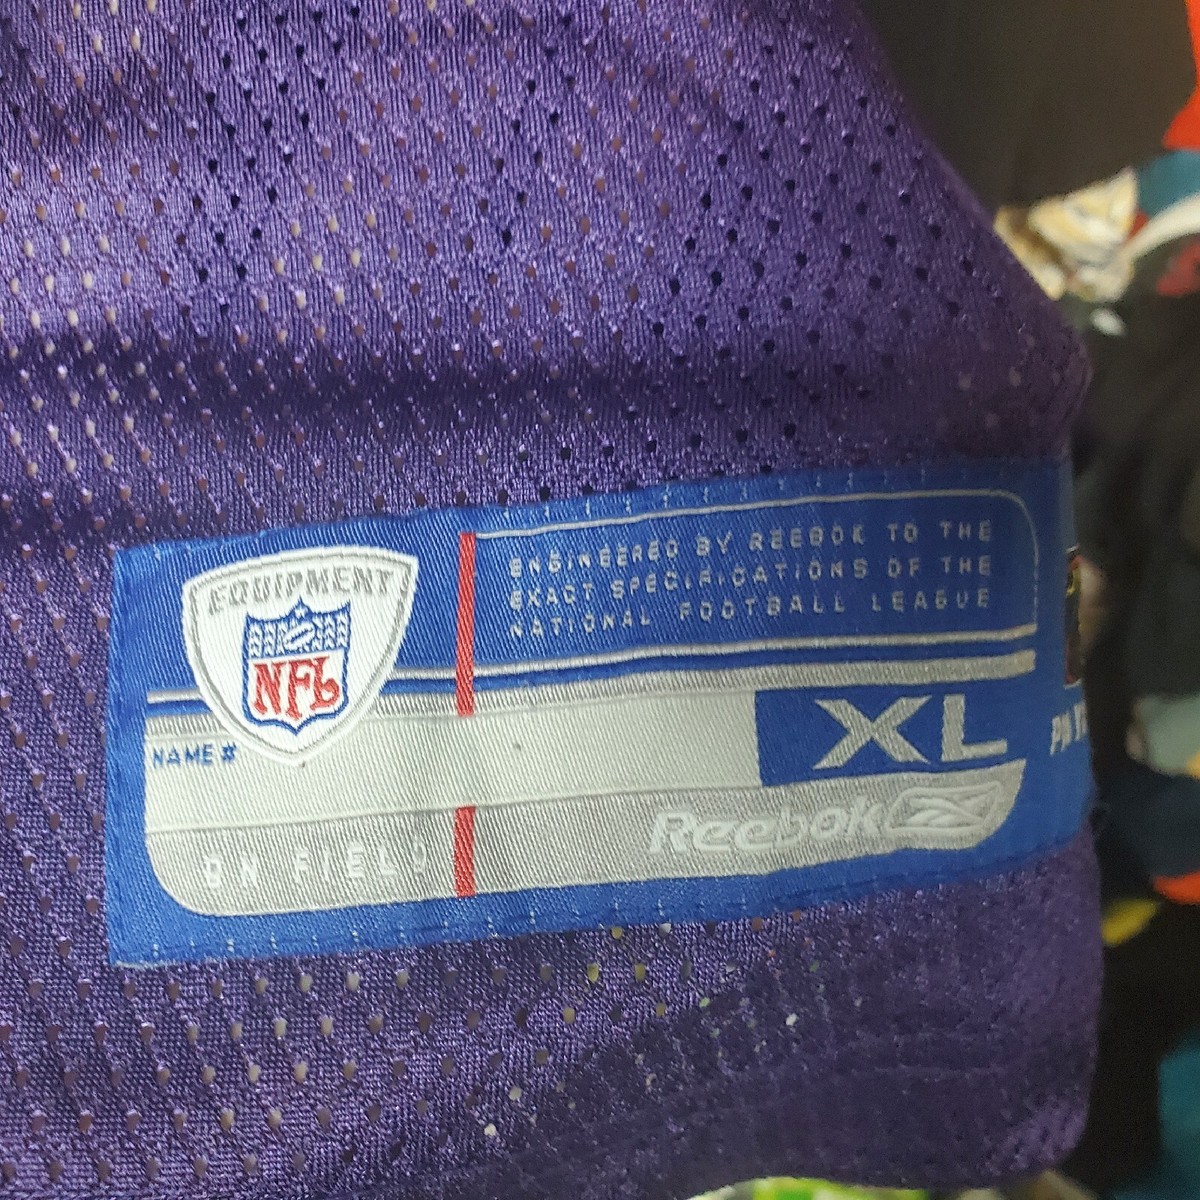 EQUIPMENT
NFL
ENGINEERED BY REEBOK TO THE
EXACT SPECIFICATIONS OF THE
NATIONAL FOOTBALL LEAGUE
NAME #
XL
ON FIELD
Reebok